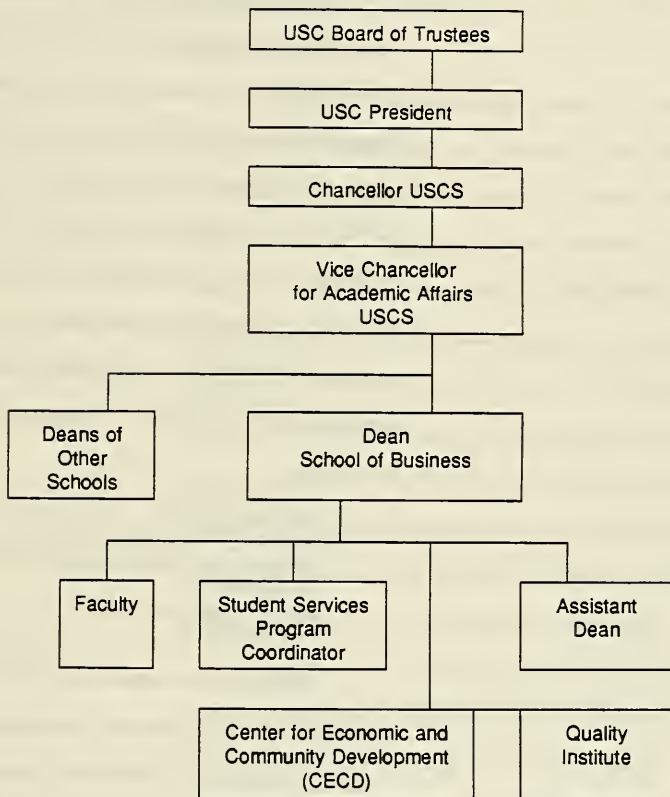 USC Board of Trustees
USC President
Chancellor USCS
Vice Chancellor
for Academic Affairs
USCS
Deans of
Other
Schools
Dean
School of Business
Faculty
Student Services
Program
Coordinator
Assistant
Dean
Center for Economic and
Community Development
(CECD)
Quality
Institute